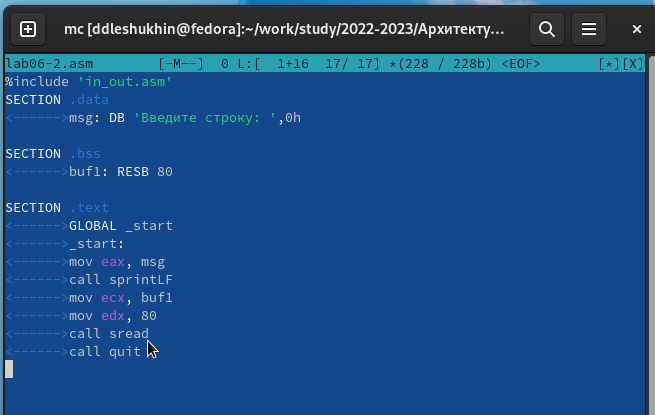 mc [ddleshukhin@fedora]:~/work/study/2022-2023/Архитекту...
lab06-2.asm [-M--] 0 L:[ 1+16 17/ 17] *(228 / 228b) <EOF> [*][X]
%include 'in_out.asm'
SECTION .data
<------>msg: DB 'Введите строку: ',0h
SECTION .bss
<------>buf1: RESB 80
SECTION .text
<------>GLOBAL _start
<------>_start:
<------>mov eax, msg
<------>call sprintLF
<------>mov ecx, buf1
<------>mov edx, 80
<------>call sread
<------>call quit